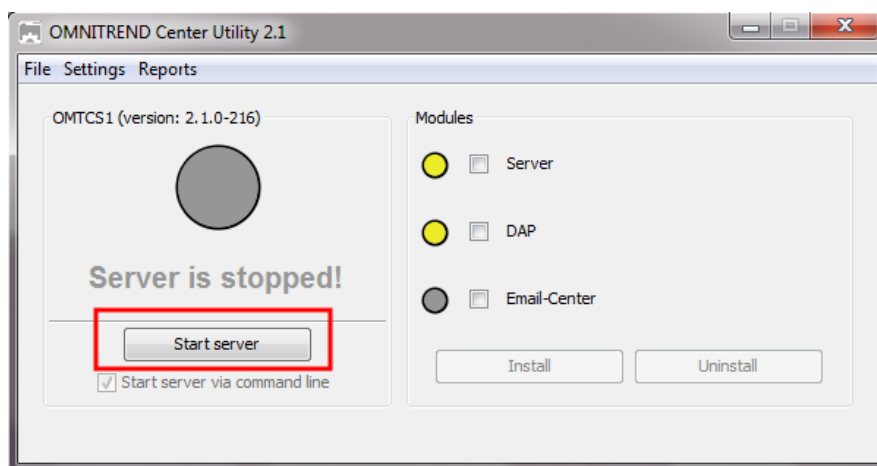 OMNITREND Center Utility 2.1
File Settings Reports
OMTCS1 (version: 2.1.0-216)
Server is stopped!
Start server
Start server via command line
Modules
Server
DAP
Email-Center
Install Uninstall